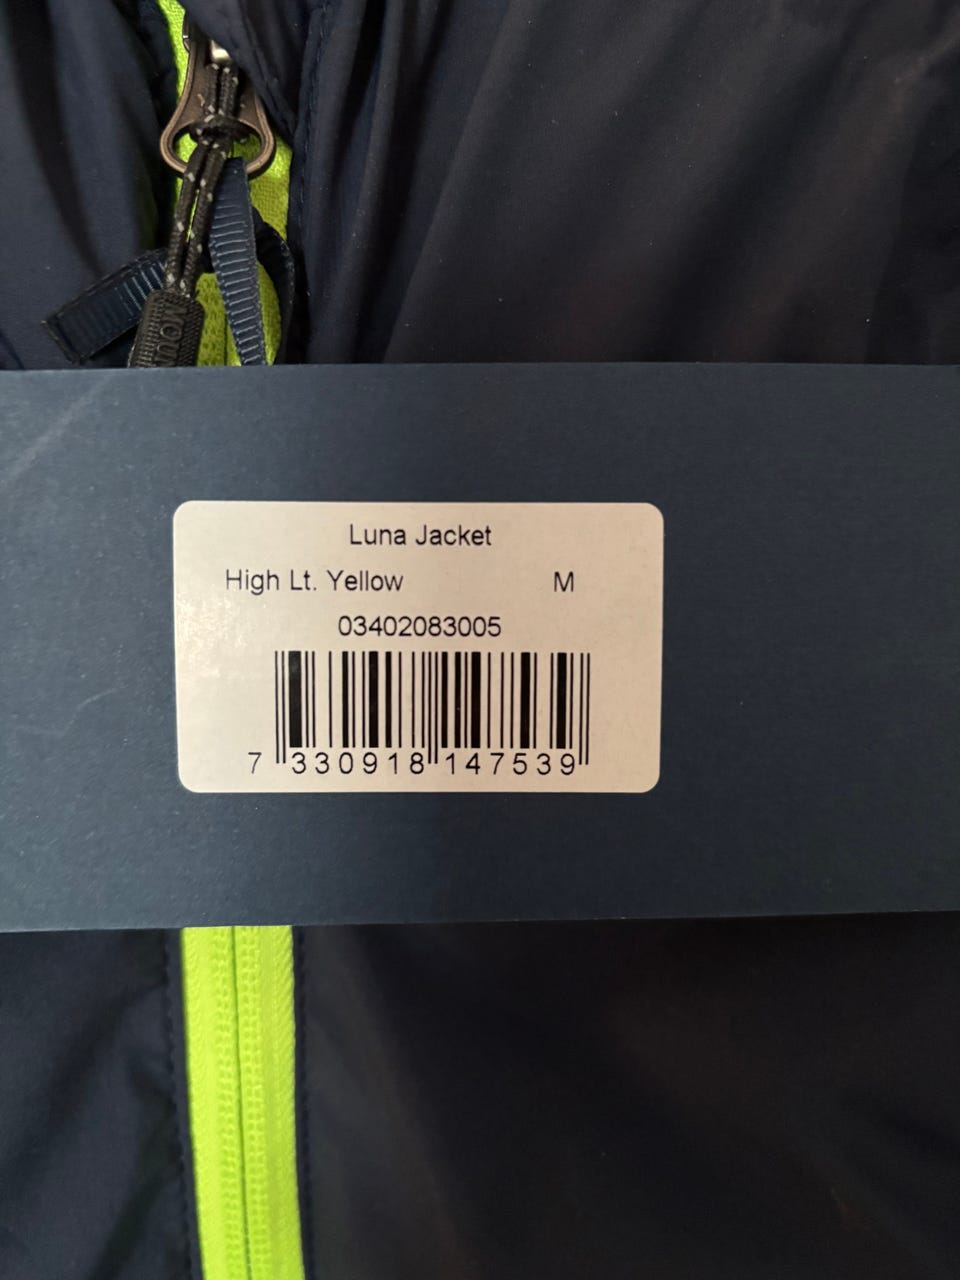 Luna Jacket
High Lt. Yellow M
03402083005
7 330918 147539